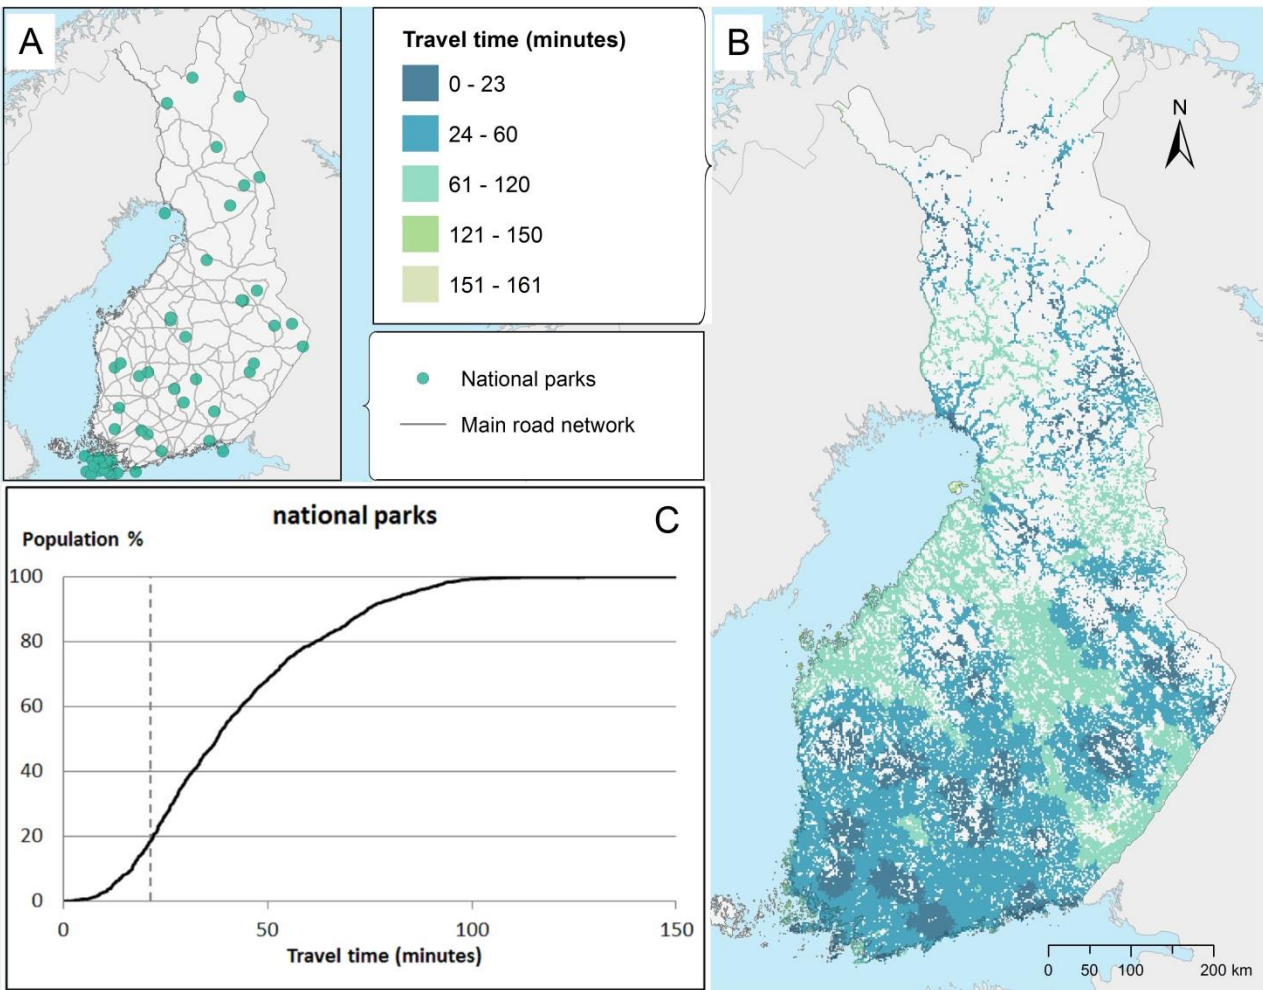 A
Travel time (minutes)
0 - 23
24 - 60
61 - 120
121 - 150
151 - 161
National parks
Main road network
B
N
0 50 100 200 km
national parks
C
Population %
100
80
60
40
20
0
0 50 100 150
Travel time (minutes)